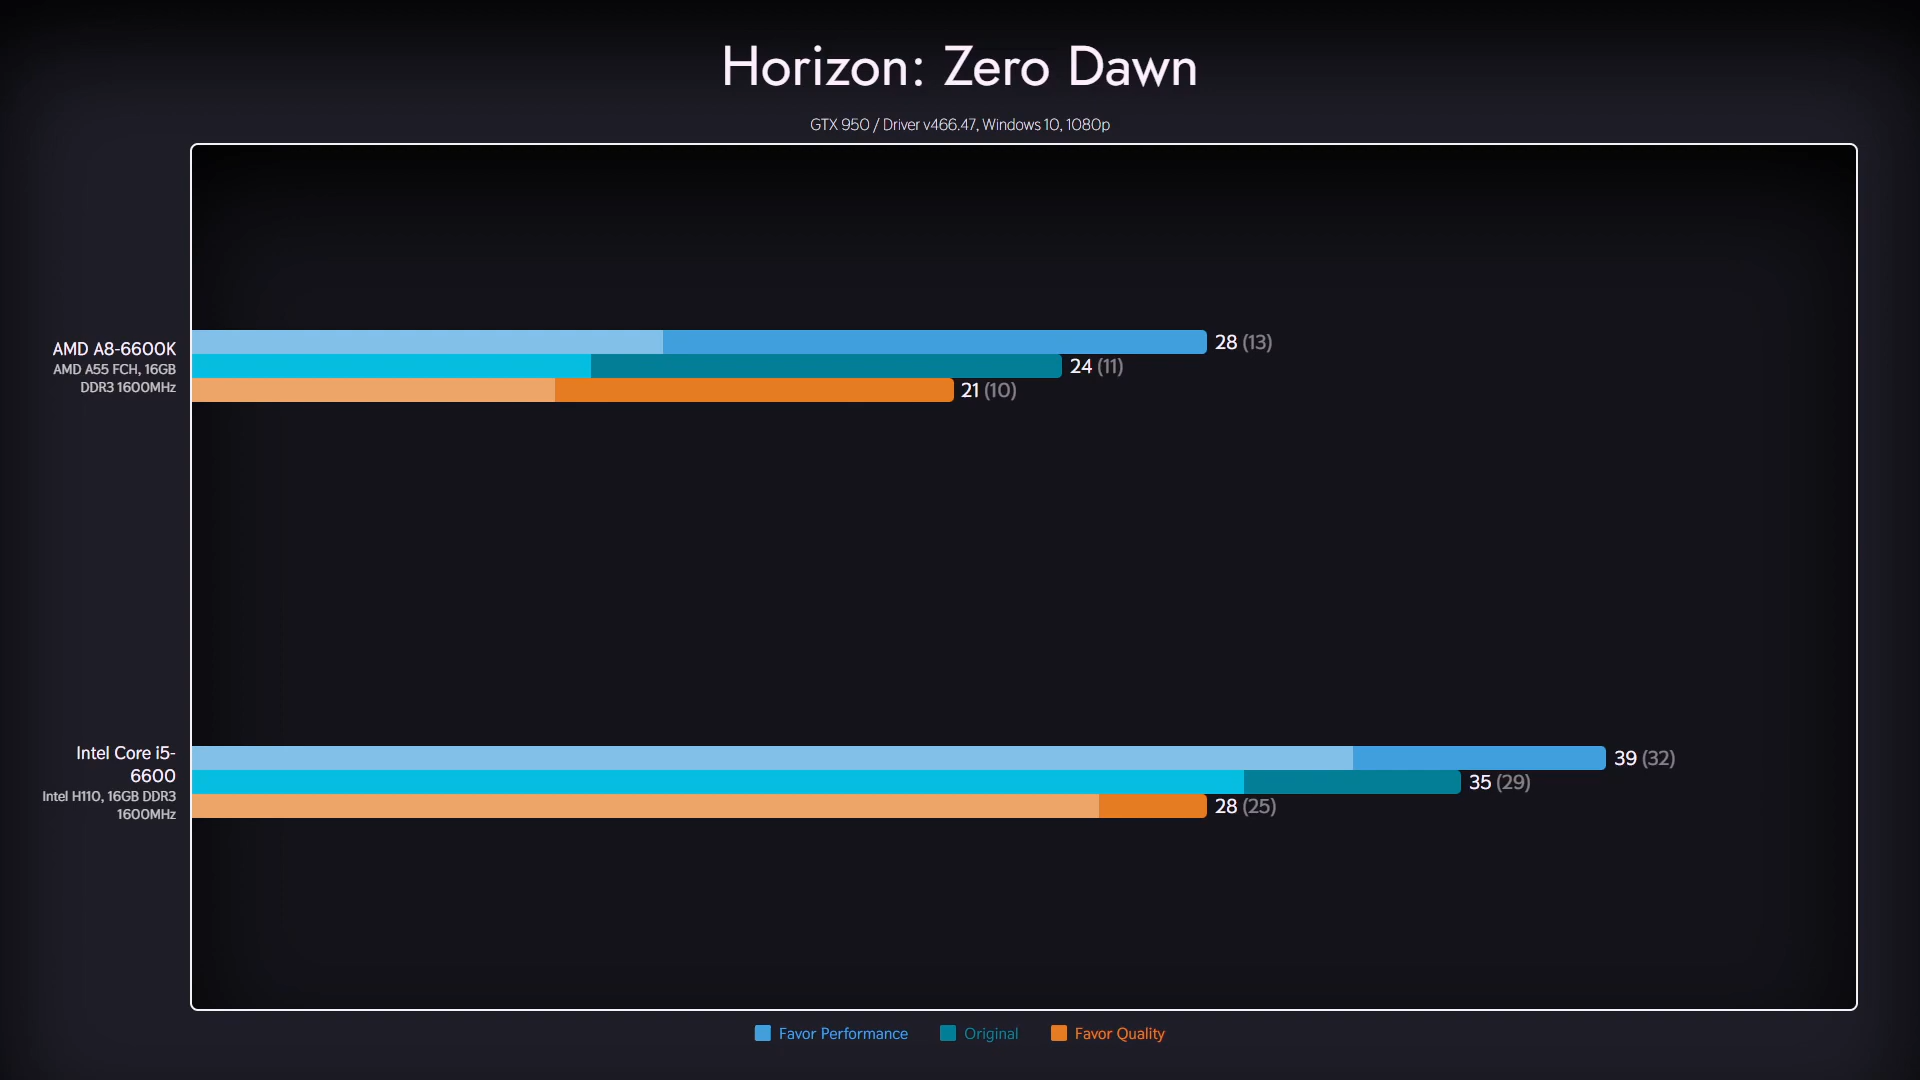 Horizon: Zero Dawn
GTX 950 / Driver v466.47, Windows 10, 1080p
AMD A8-6600K
AMD A55 FCH, 16GB
DDR3 1600MHz
28 (13)
24 (11)
21 (10)
Intel Core i5-
6600
Intel H110, 16GB DDR3
1600MHz
39 (32)
35 (29)
28 (25)
Favor Performance
Original
Favor Quality